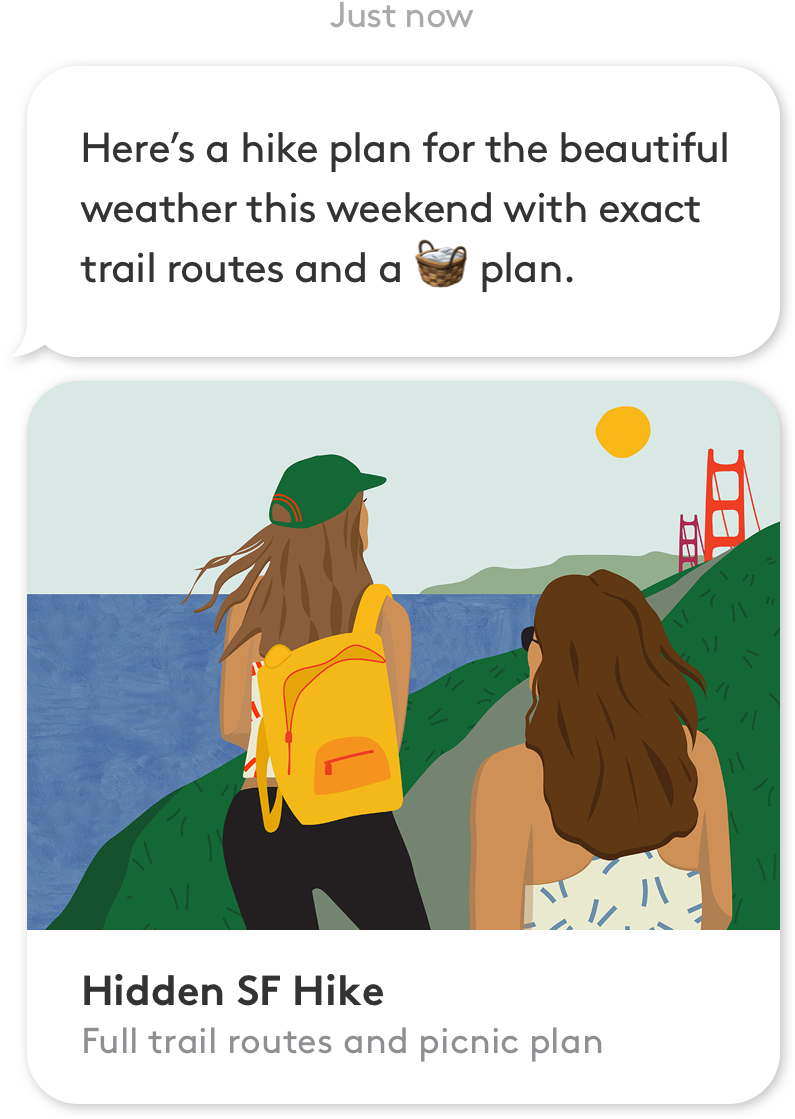 Just now
Here’s a hike plan for the beautiful
weather this weekend with exact
trail routes and a 🧺 plan.
Hidden SF Hike
Full trail routes and picnic plan